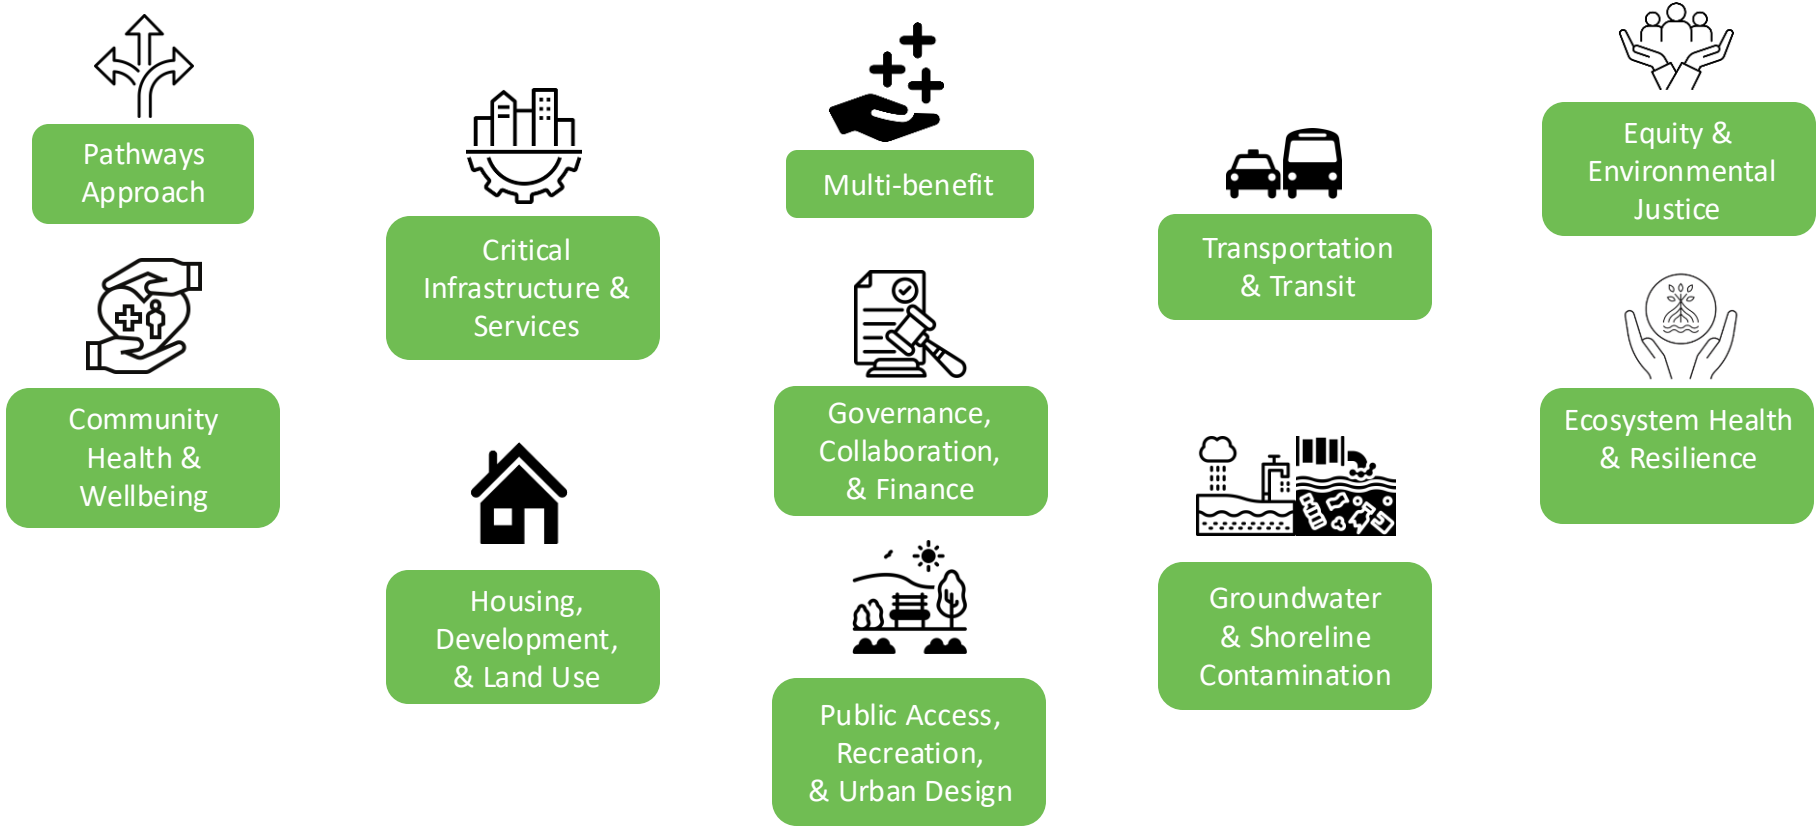 Pathways
Approach
Community
Health &
Wellbeing
Critical
Infrastructure &
Services
Housing,
Development,
& Land Use
Multi-benefit
Governance,
Collaboration,
& Finance
Public Access,
Recreation,
& Urban Design
Transportation
& Transit
Groundwater
& Shoreline
Contamination
Equity &
Environmental
Justice
Ecosystem Health
& Resilience